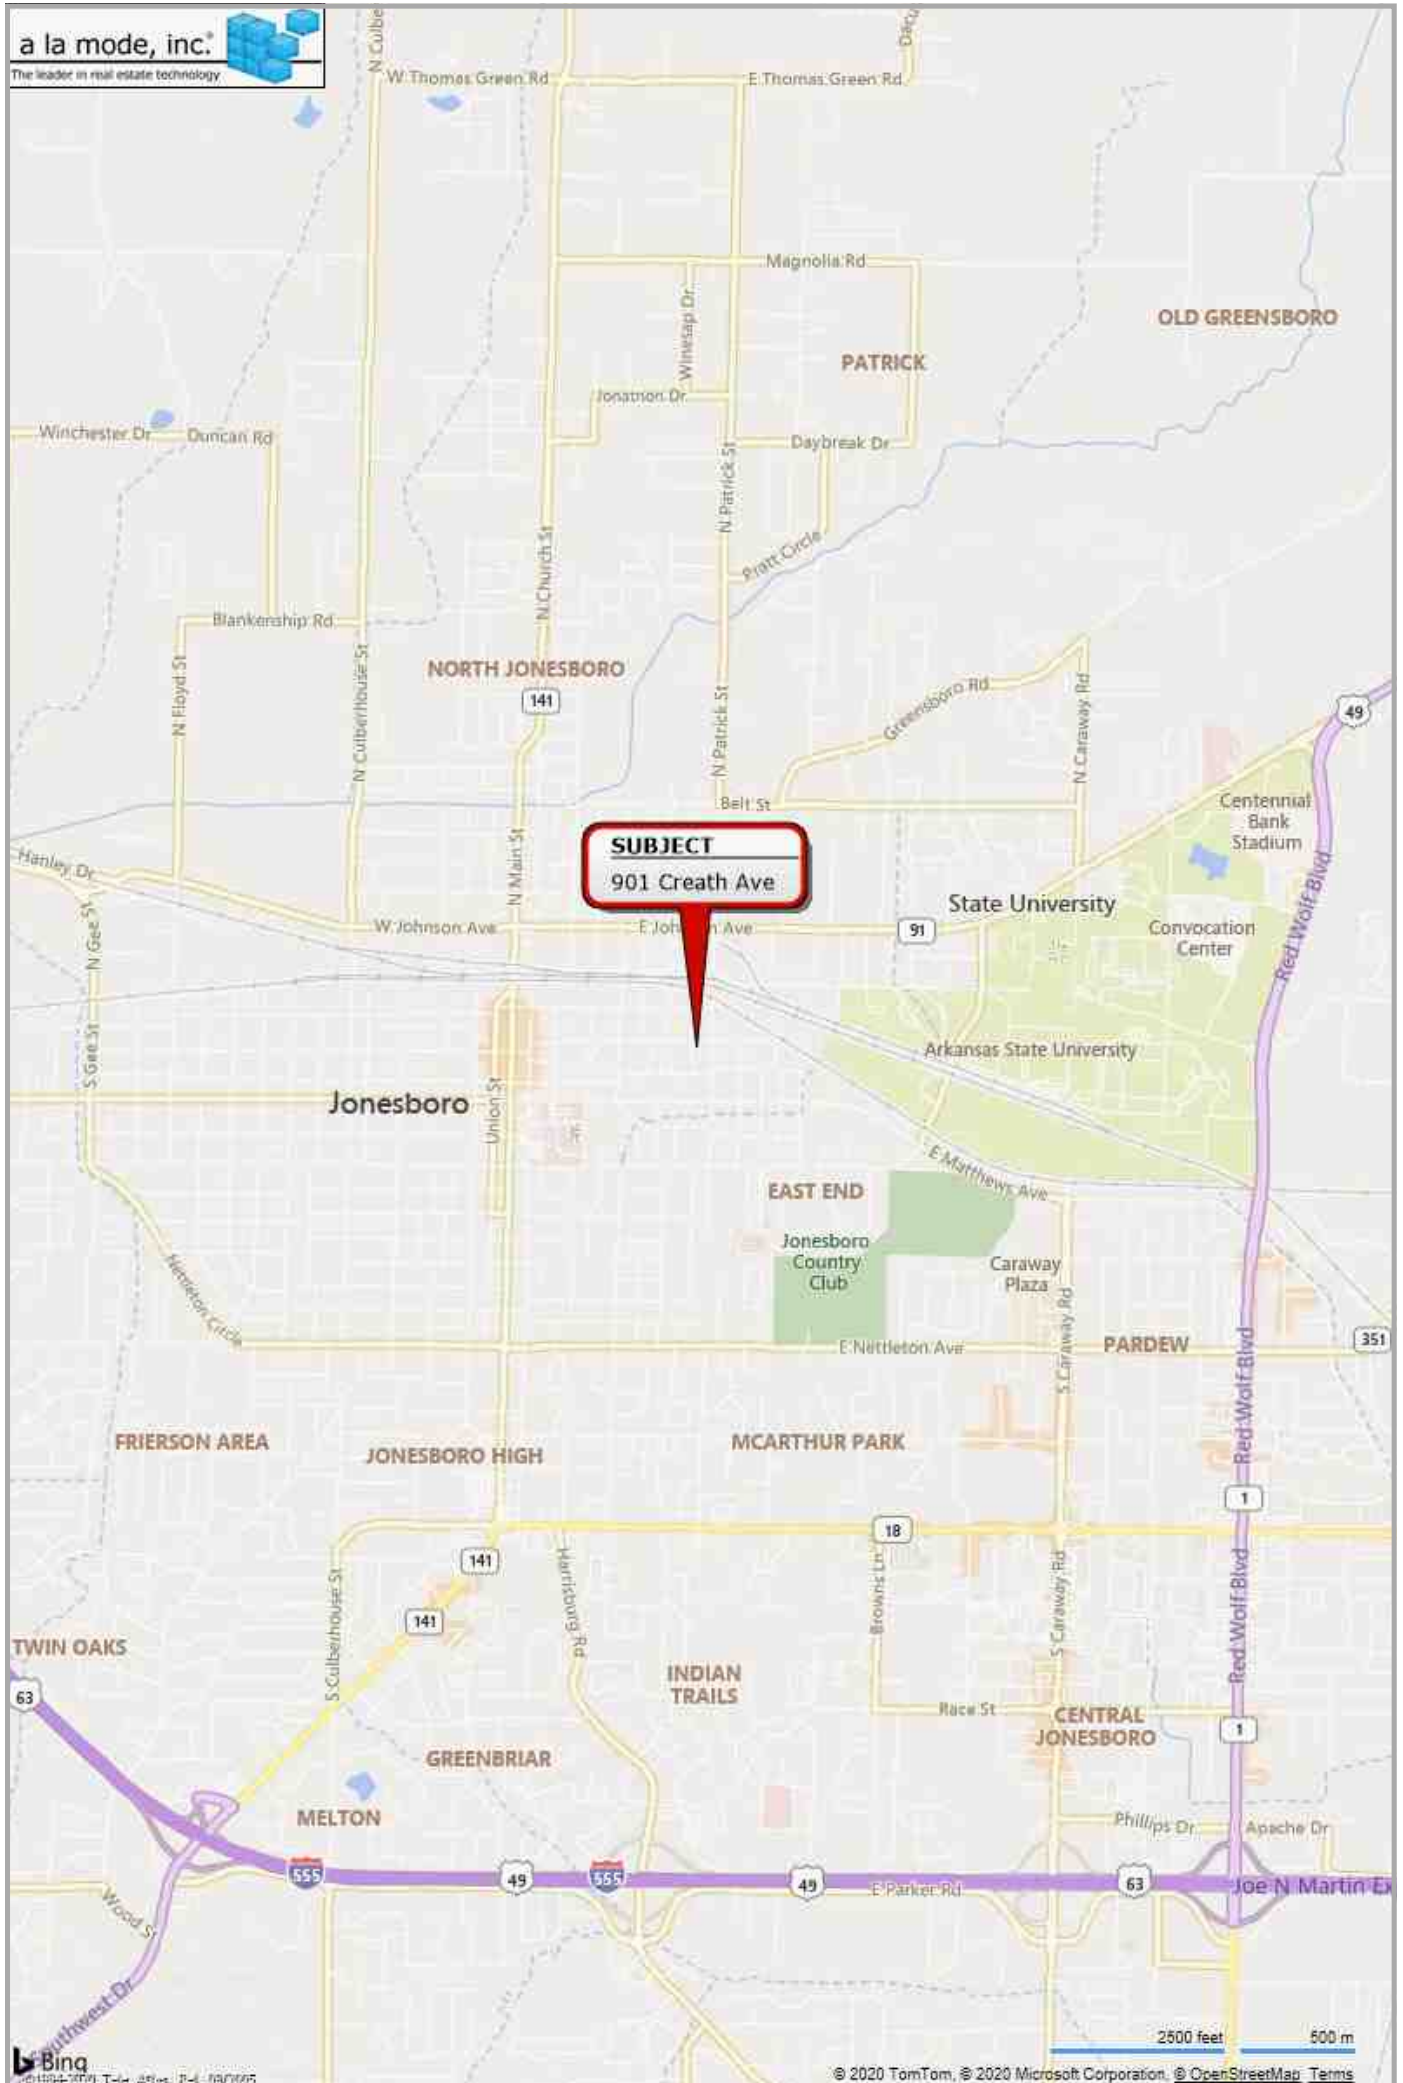 a la mode, inc.®
The leader in real estate technology
N Culbe
W Thomas Green Rd
E Thomas Green Rd
Magnolia Rd
Winesap Dr
OLD GREENSBORO
PATRICK
Jonathon Dr
Winchester Dr
Duncan Rd
Daybreak Dr
N Patrick St
N Church St
Pratt Circle
Blankenship Rd
N Floyd St
N Culberhouse St
NORTH JONESBORO
141
N Patrick St
Greensboro Rd
N Caraway Rd
49
Belt St
Centennial
Bank
Stadium
N Main St
SUBJECT
901 Creath Ave
Hanley Dr
Red Wolf Blvd
State University
N Gee St
W Johnson Ave
E Johnson Ave
91
Convocation
Center
S Gee St
Arkansas State University
Jonesboro
Union St
E Matthews Ave
EAST END
Jonesboro
Country
Club
Caraway
Plaza
Nettleton Circle
S Caraway Rd
E Nettleton Ave
PARDEW
351
Red Wolf Blvd
FRIERSON AREA
JONESBORO HIGH
MCARTHUR PARK
1
18
141
Harrisburg Rd
S Culberhouse St
Browns Ln
S Caraway Rd
Red Wolf Blvd
141
TWIN OAKS
63
INDIAN
TRAILS
Race St
CENTRAL
JONESBORO
1
GREENBRIAR
MELTON
Phillips Dr
Apache Dr
555
49
555
49
E Parker Rd
63
Joe N Martin Ex
Wood St
Southwest Dr
2500 feet
500 m
Bing
© 2020 TomTom, © 2020 Microsoft Corporation, © OpenStreetMap Terms